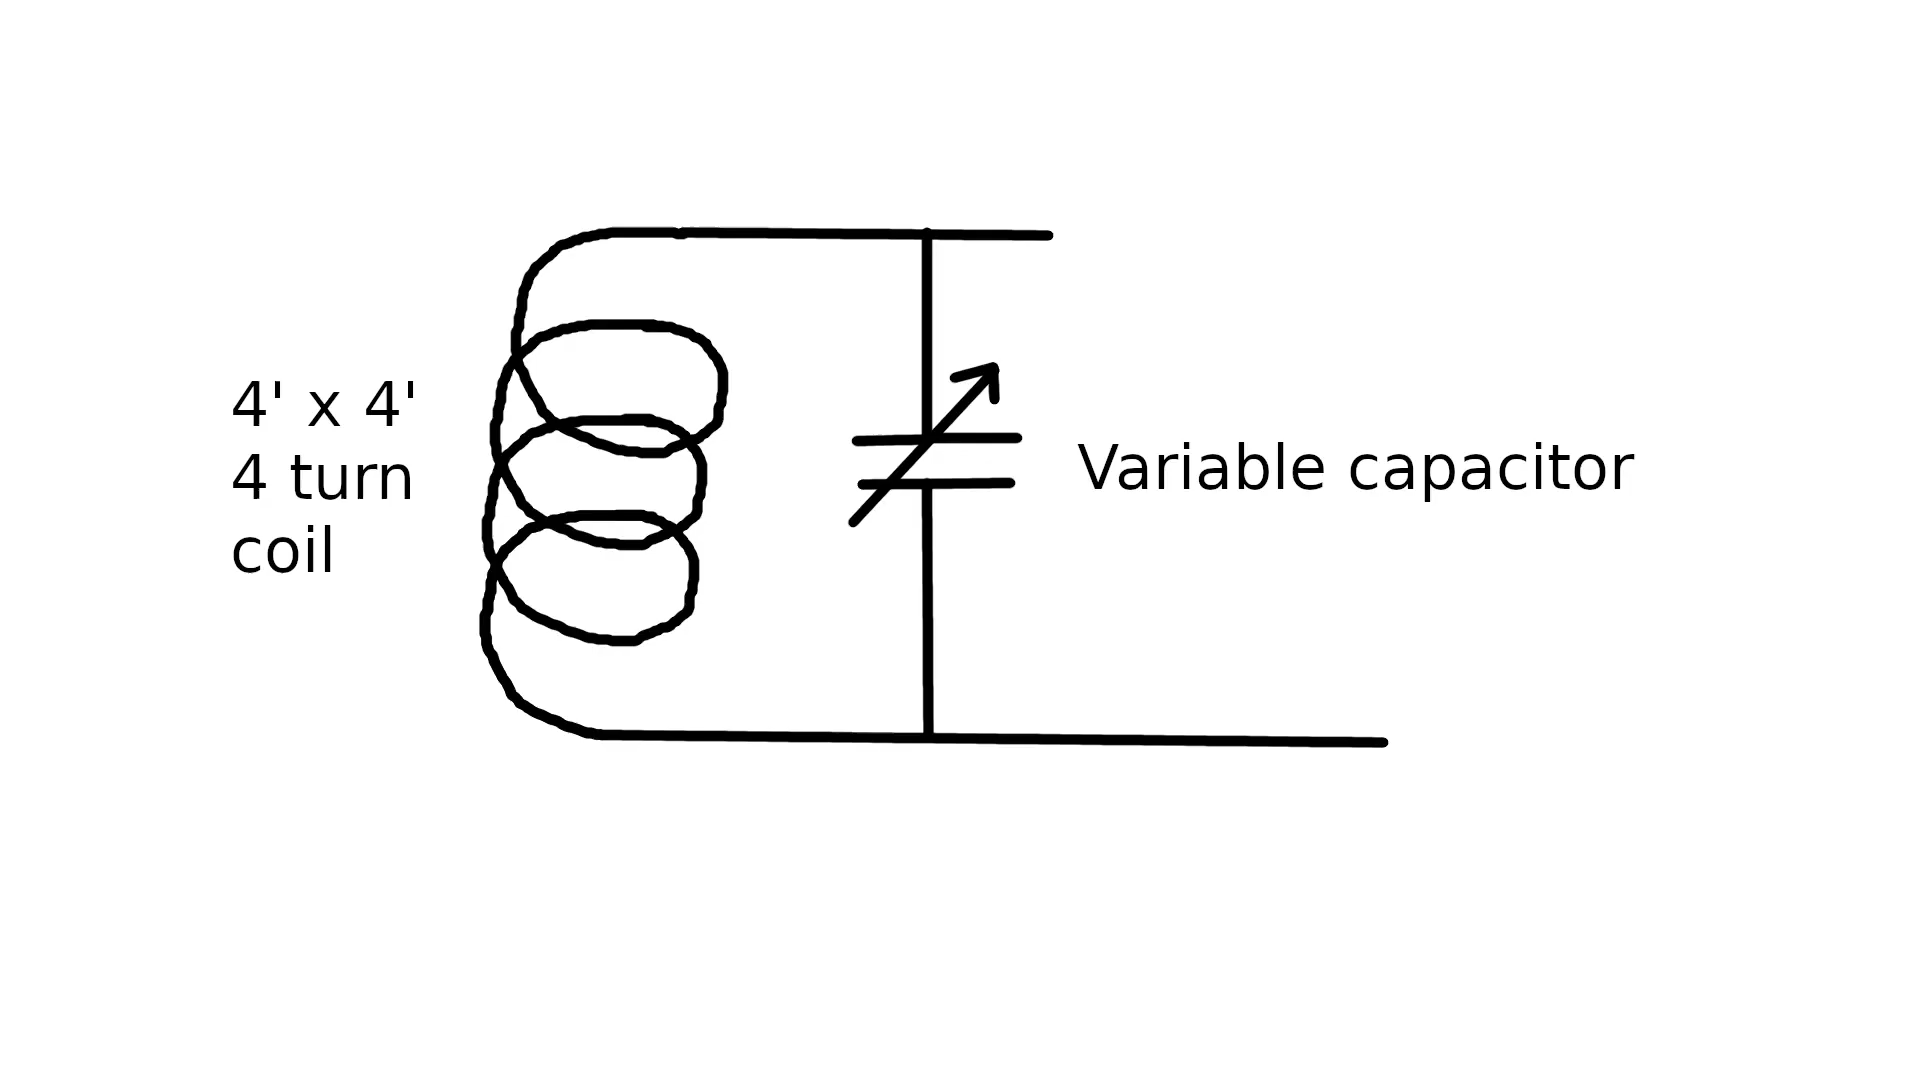 4' x 4'
4 turn
coil
Variable capacitor